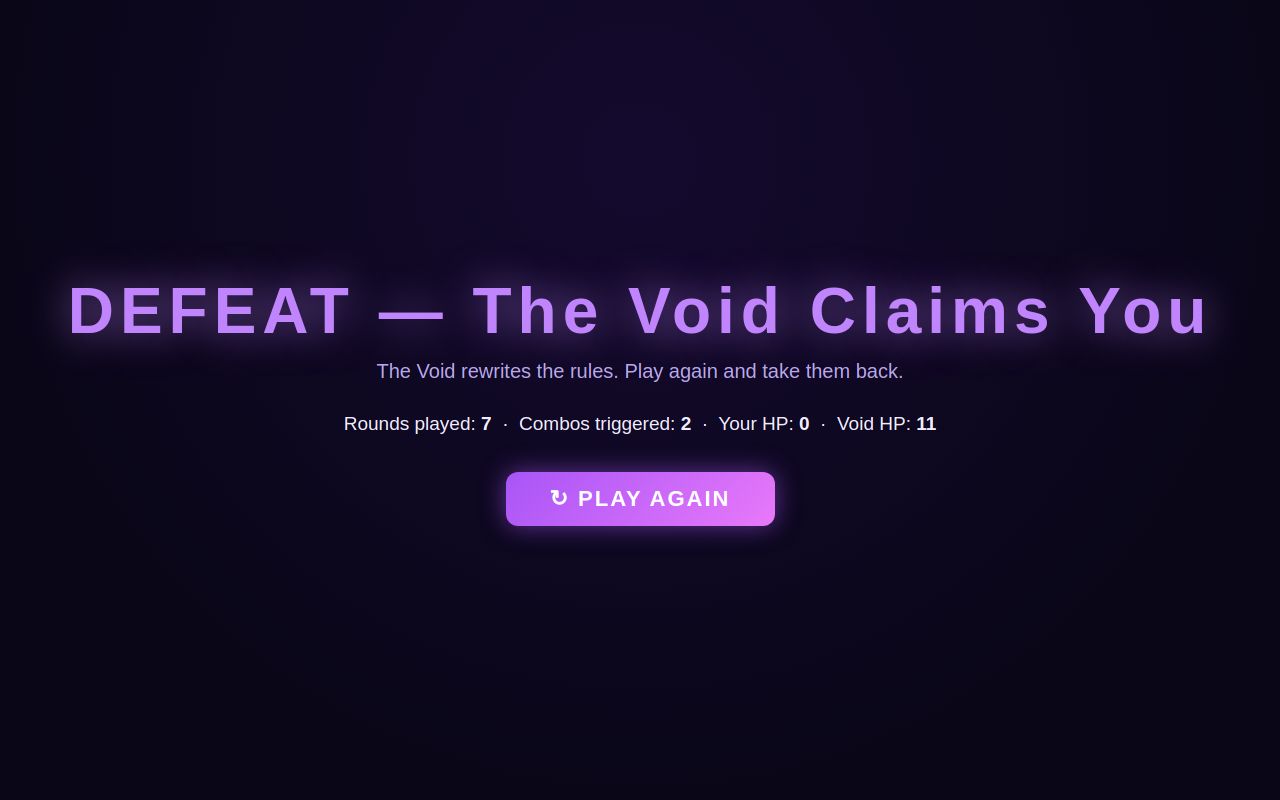 DEFEAT — The Void Claims You
The Void rewrites the rules. Play again and take them back.
Rounds played: 7 · Combos triggered: 2 · Your HP: 0 · Void HP: 11
↻ PLAY AGAIN